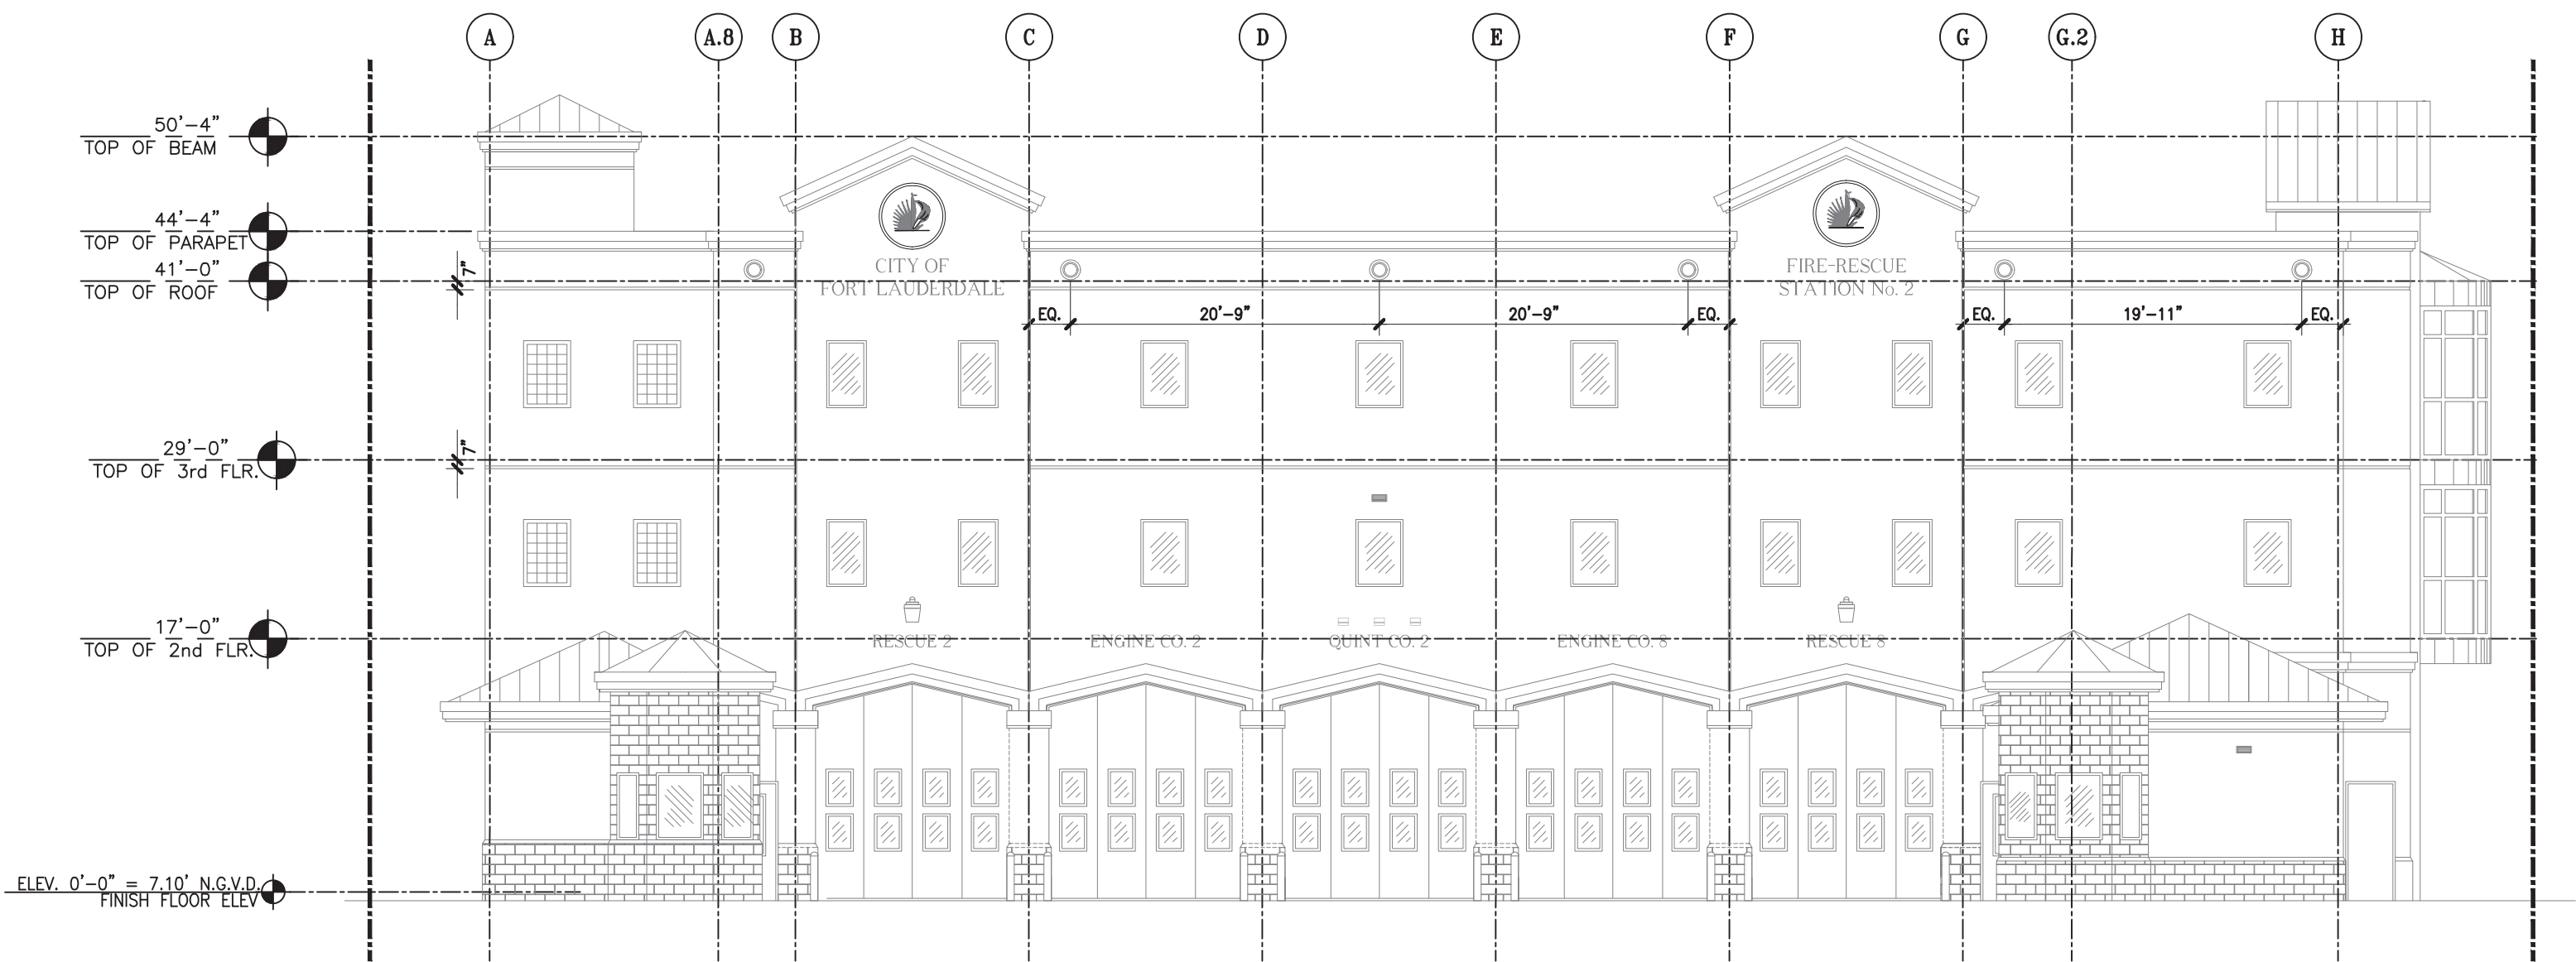 A A.8 B C D E F G G.2 H
50'-4"
TOP OF BEAM
44'-4"
TOP OF PARAPET
41'-0"
TOP OF ROOF
7"
CITY OF
FORT LAUDERDALE
FIRE-RESCUE
STATION No. 2
EQ. 20'-9" 20'-9" EQ. EQ. 19'-11" EQ.
29'-0"
TOP OF 3rd FLR.
7"
17'-0"
TOP OF 2nd FLR.
RESCUE 2 ENGINE CO. 2 QUINT CO. 2 ENGINE CO. 8 RESCUE 8
ELEV. 0'-0" = 7.10' N.G.V.D.
FINISH FLOOR ELEV